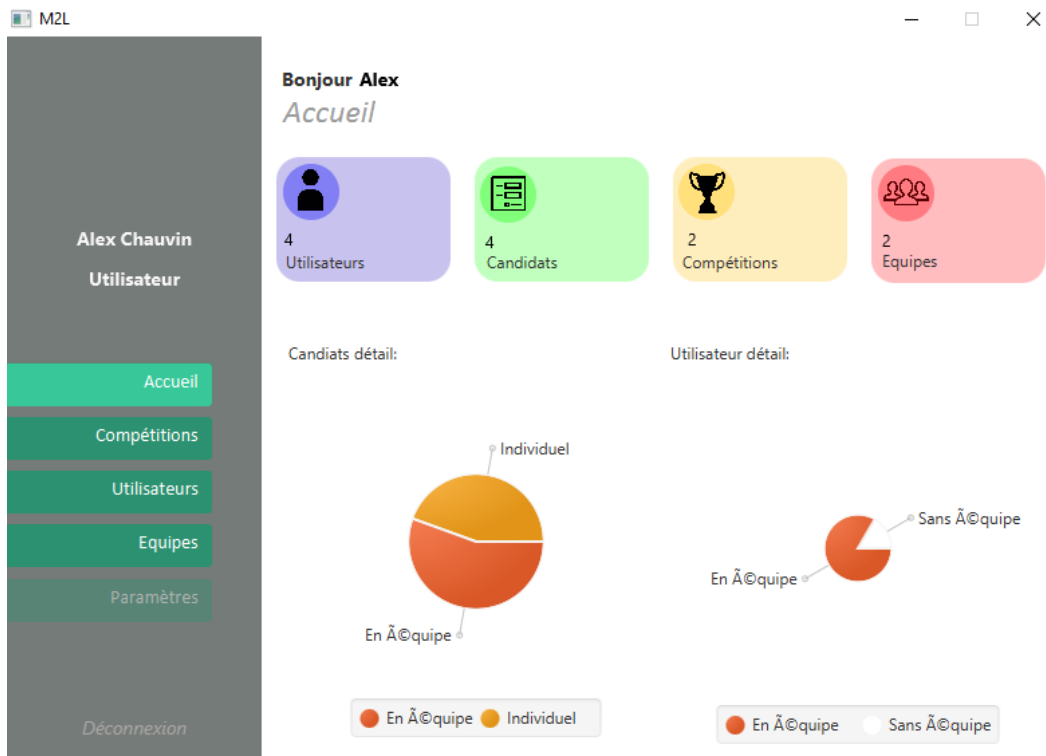 M2L
Bonjour Alex
Accueil
Alex Chauvin
Utilisateur
Accueil
Compétitions
Utilisateurs
Equipes
Paramètres
Déconnexion
4
Utilisateurs
4
Candidats
2
Compétitions
2
Equipes
Candiats détail:
Individuel
En Ã©quipe
En Ã©quipe Individuel
Utilisateur détail:
Sans Ã©quipe
En Ã©quipe
En Ã©quipe Sans Ã©quipe